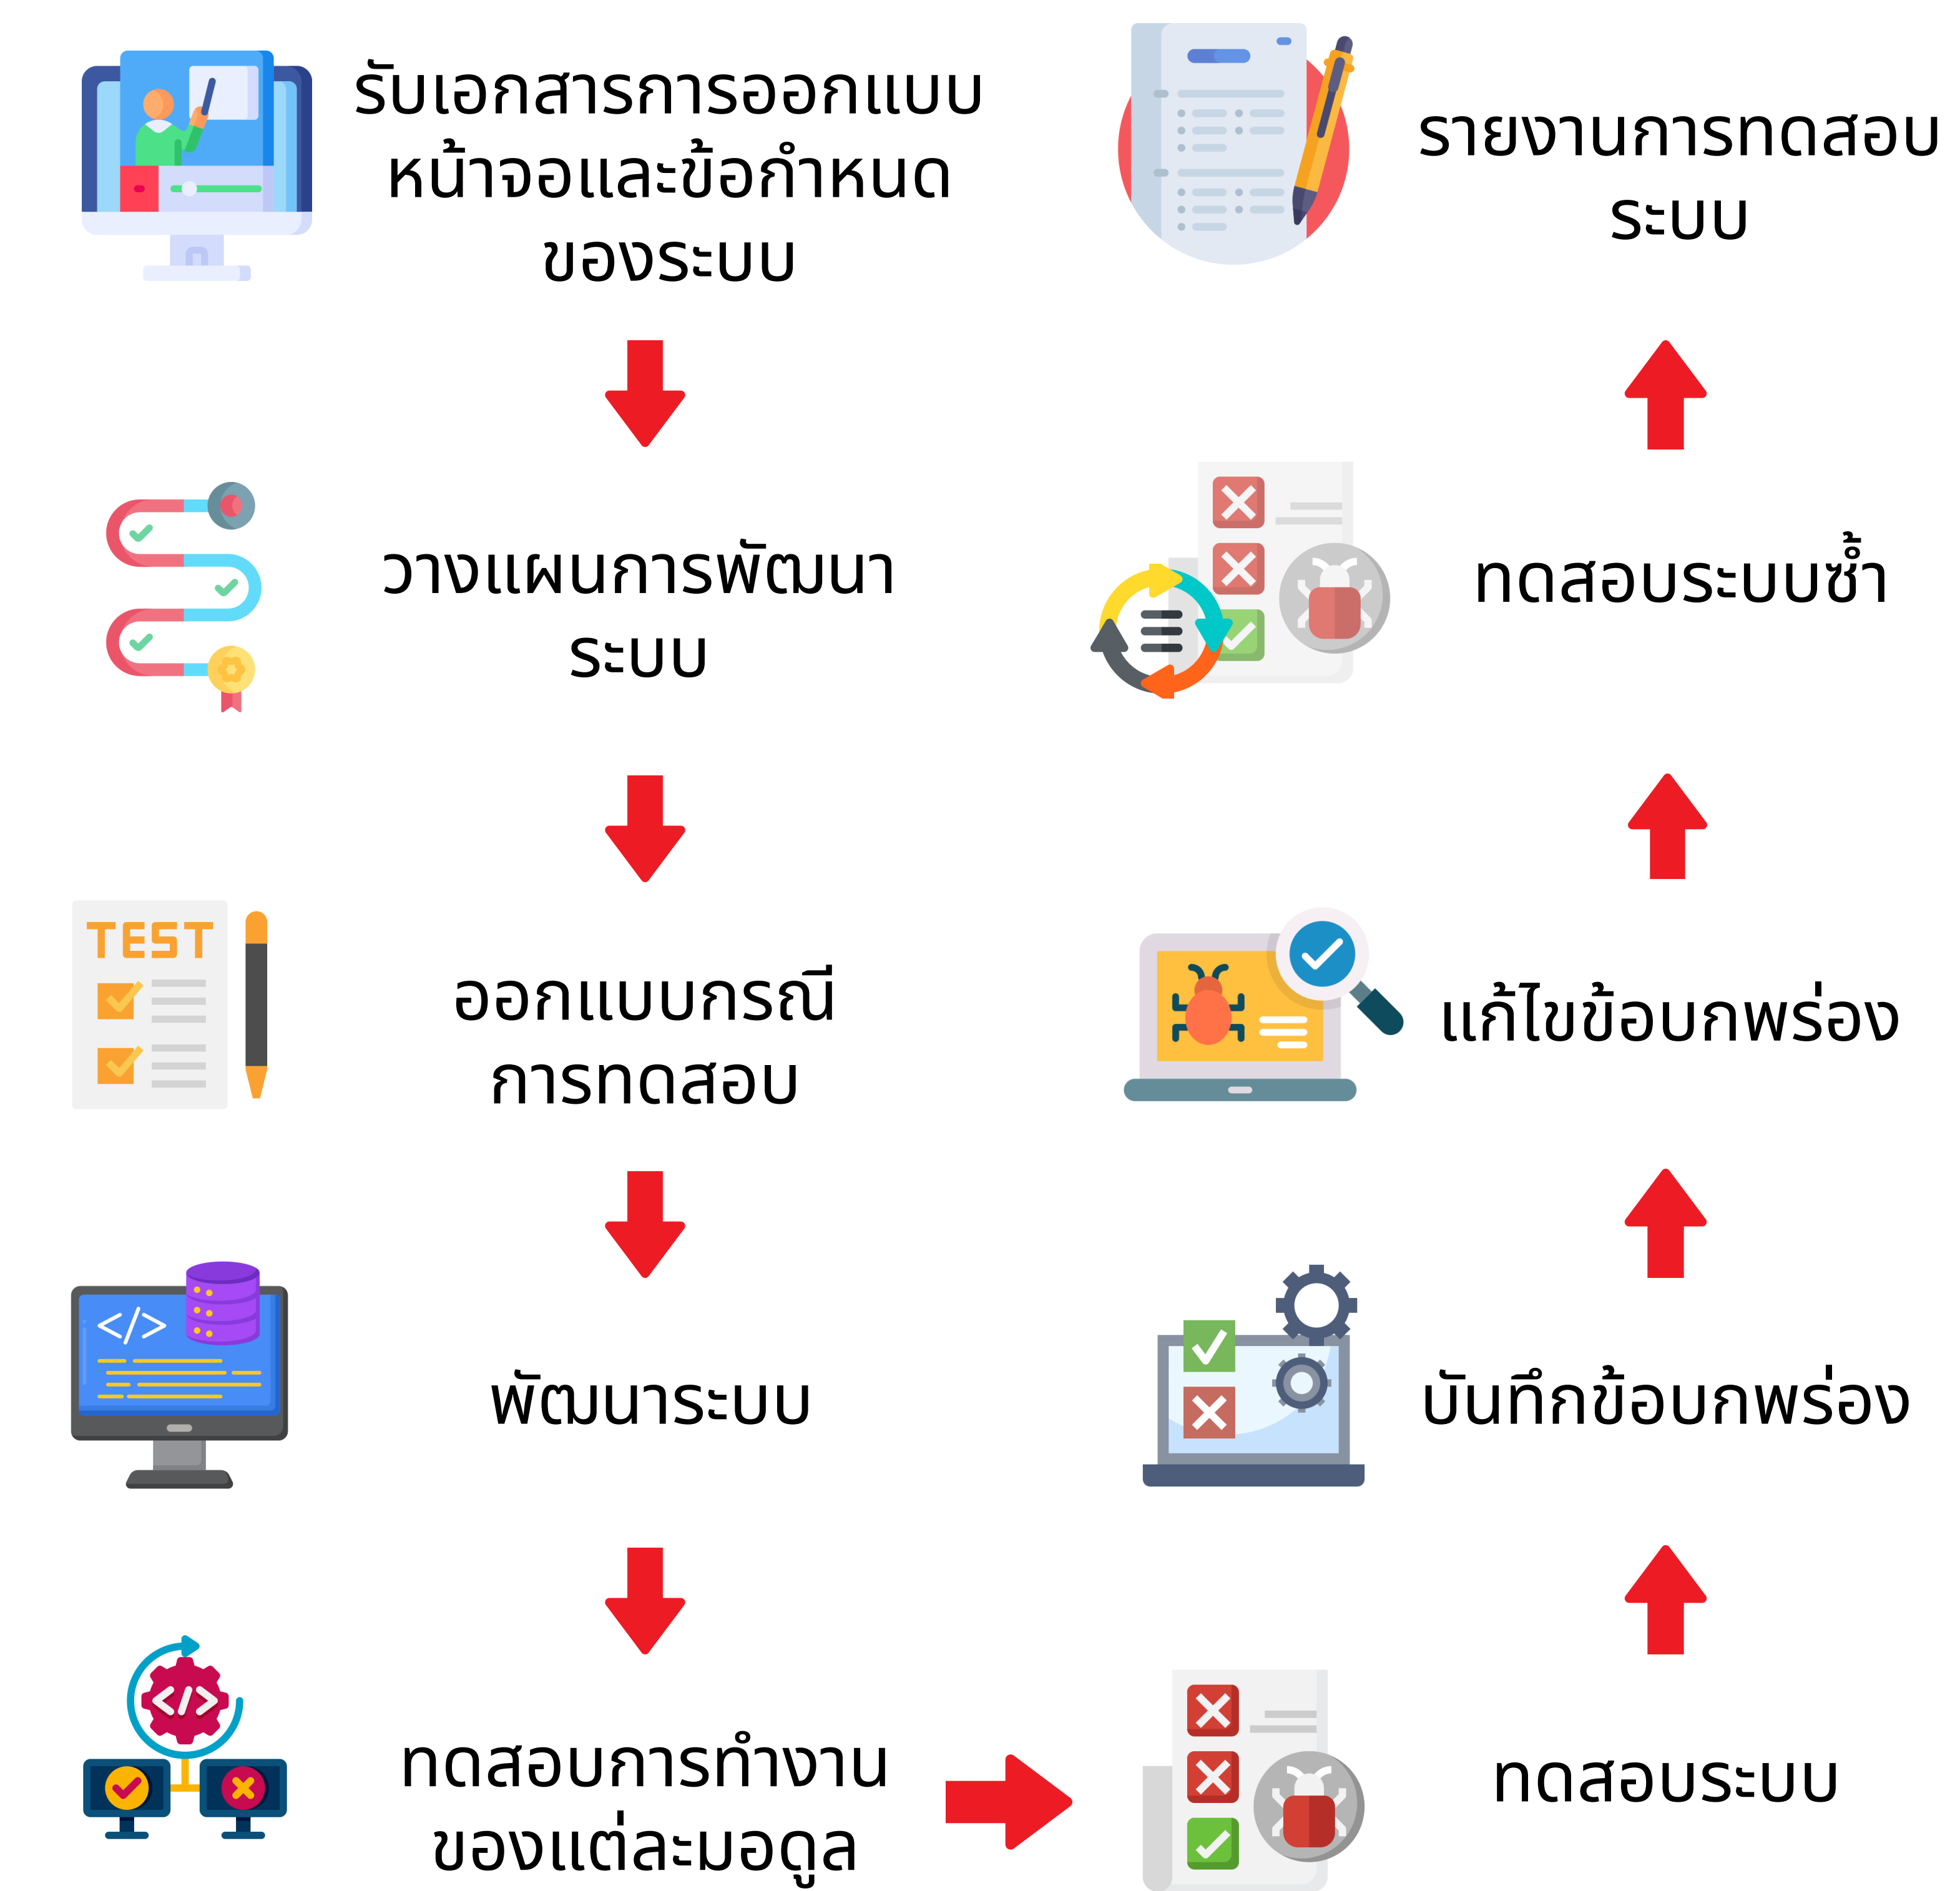 รับเอกสารการออกแบบ
หน้าจอและข้อกำหนด
ของระบบ
วางแผนการพัฒนา
ระบบ
TEST
ออกแบบกรณี
การทดสอบ
</>
พัฒนาระบบ
</>
ทดสอบการทำงาน
ของแต่ละมอดูล
ทดสอบระบบ
บันทึกข้อบกพร่อง
แก้ไขข้อบกพร่อง
ทดสอบระบบซ้ำ
รายงานการทดสอบ
ระบบ